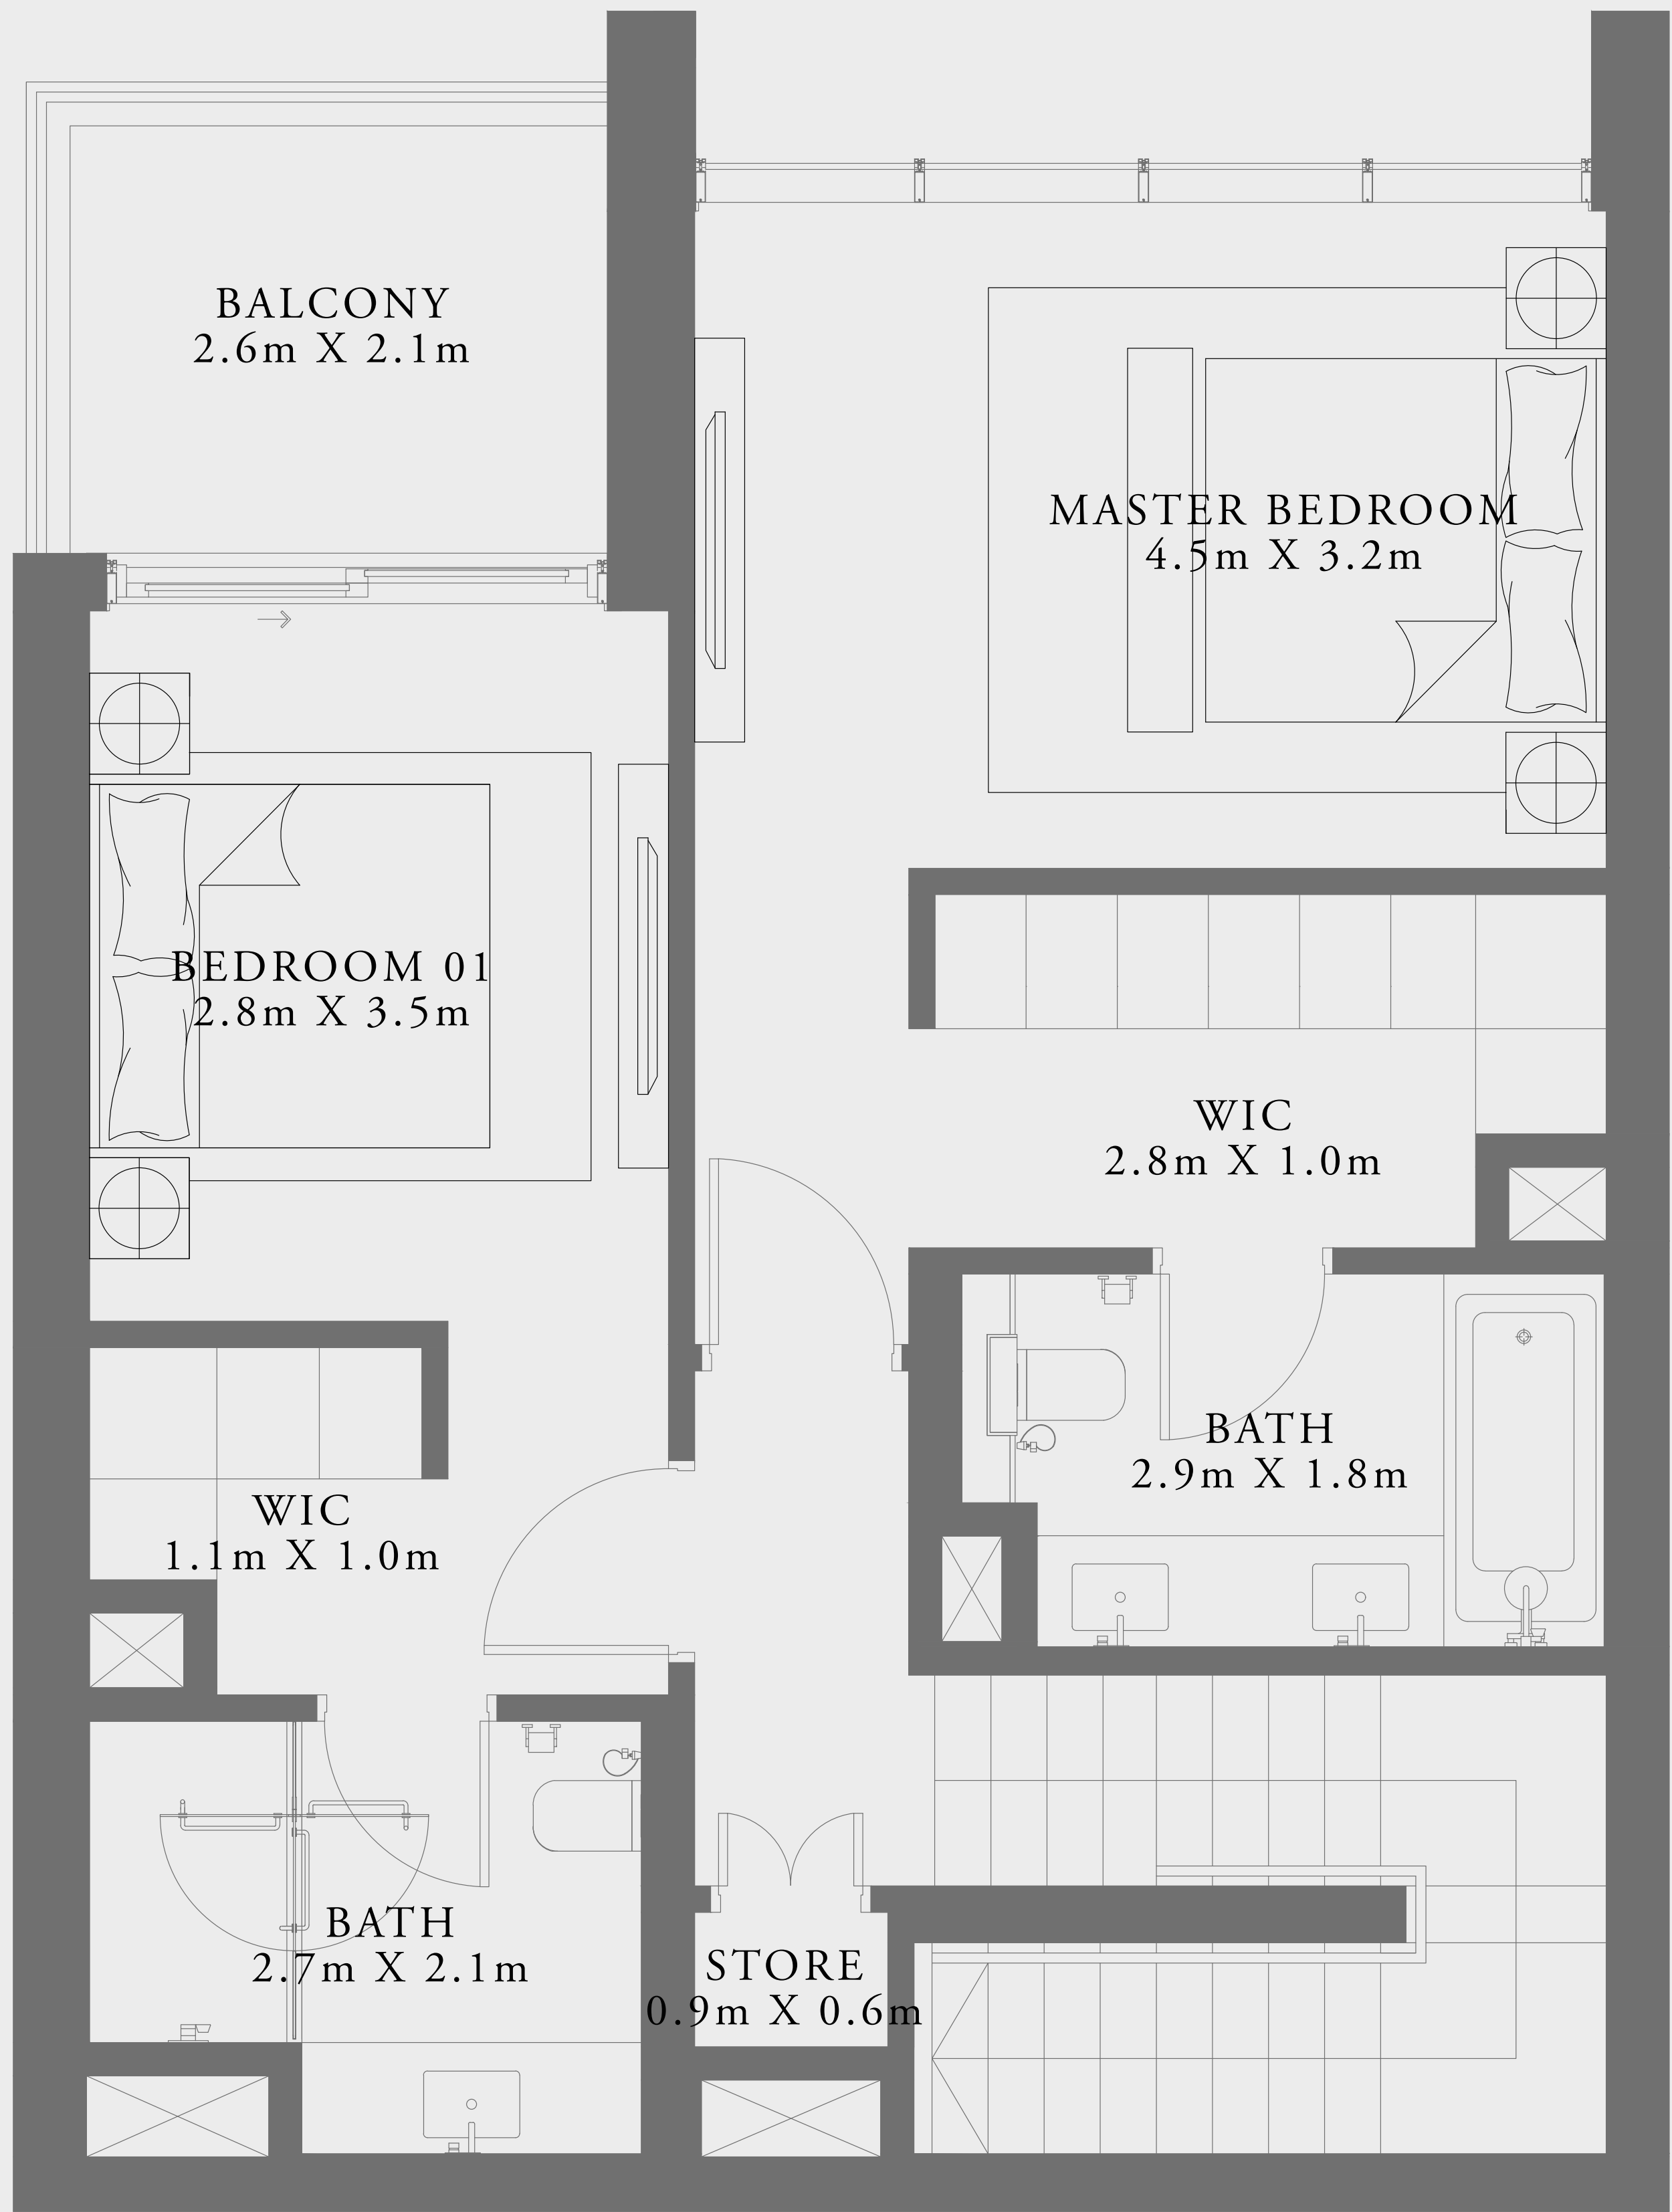 BALCONY
2.6m X 2.1m
MASTER BEDROOM
4.5m X 3.2m
BEDROOM 01
2.8m X 3.5m
WIC
2.8m X 1.0m
BATH
2.9m X 1.8m
WIC
1.1m X 1.0m
BATH
2.7m X 2.1m
STORE
0.9m X 0.6m